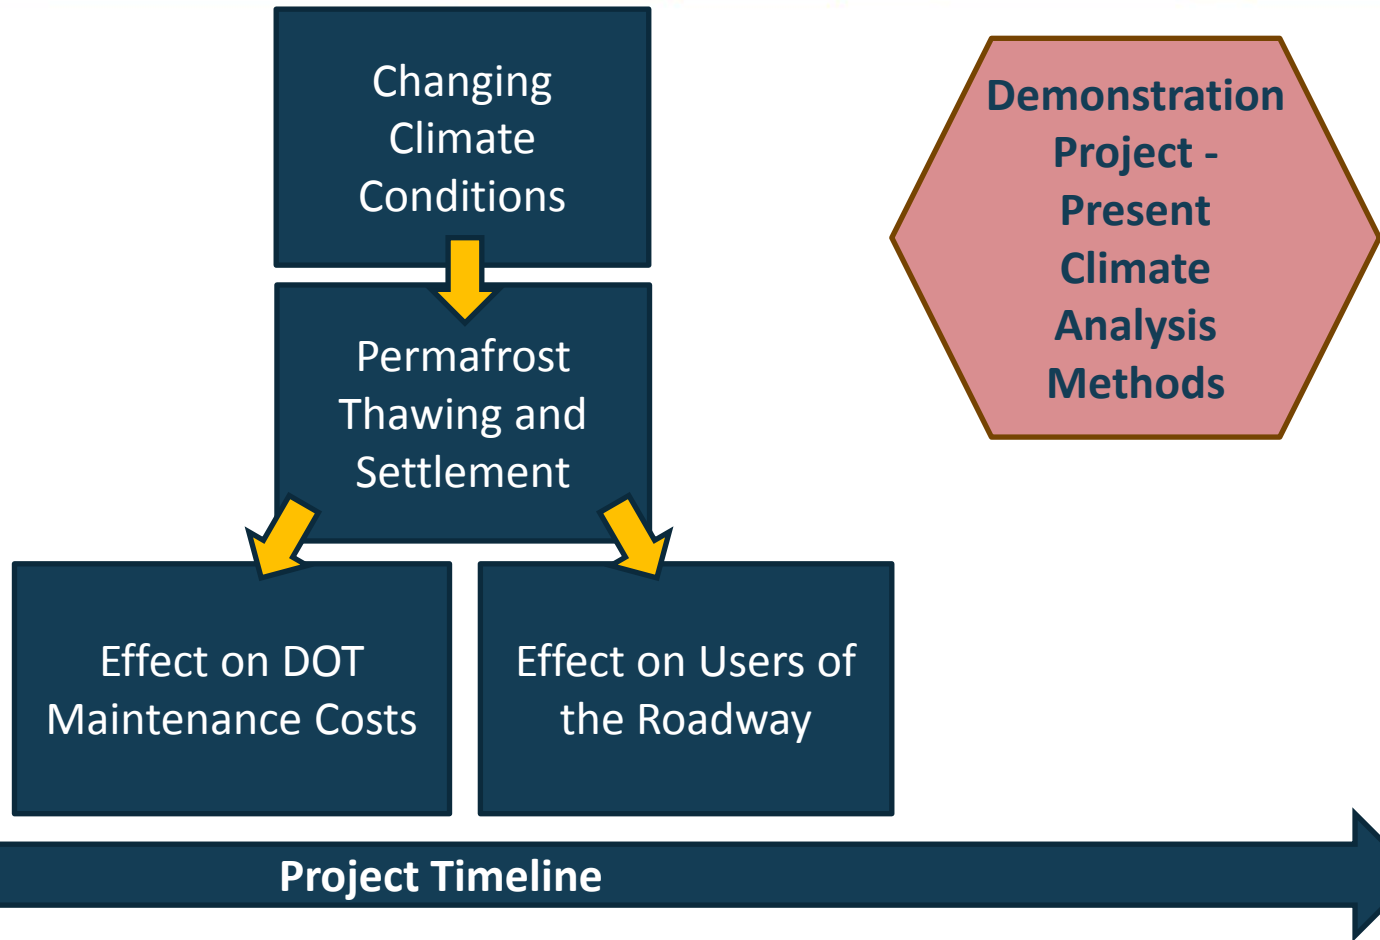 Changing
Climate
Conditions
Permafrost
Thawing and
Settlement
Effect on DOT
Maintenance Costs
Effect on Users of
the Roadway
Demonstration
Project -
Present
Climate
Analysis
Methods
Project Timeline